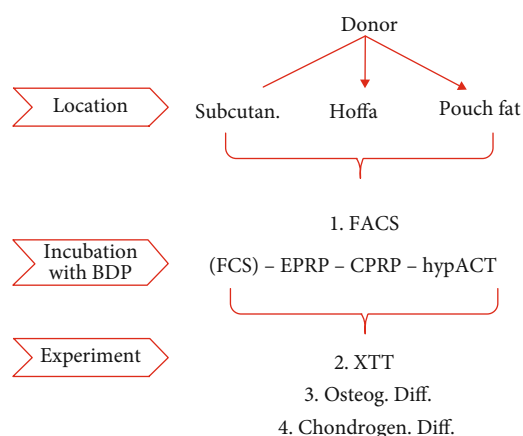 Donor
Location
Subcutan.
Hoffa
Pouch fat
1. FACS
Incubation
with BDP
(FCS) – EPRP – CPRP – hypACT
Experiment
2. XTT
3. Osteog. Diff.
4. Chondrogen. Diff.